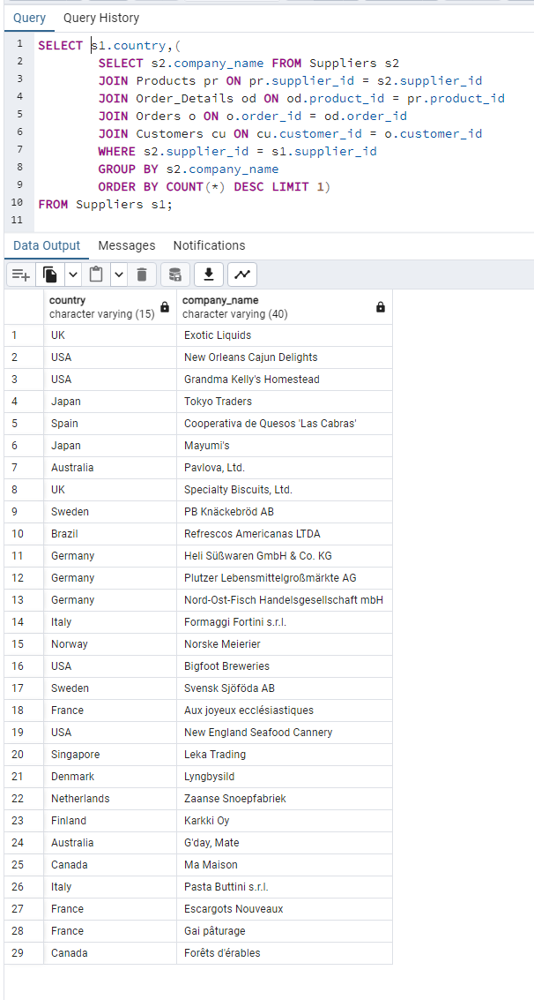 Query Query History
1 SELECT s1.country,(
2 SELECT s2.company_name FROM Suppliers s2
3 JOIN Products pr ON pr.supplier_id = s2.supplier_id
4 JOIN Order_Details od ON od.product_id = pr.product_id
5 JOIN Orders o ON o.order_id = od.order_id
6 JOIN Customers cu ON cu.customer_id = o.customer_id
7 WHERE s2.supplier_id = s1.supplier_id
8 GROUP BY s2.company_name
9 ORDER BY COUNT(*) DESC LIMIT 1)
10 FROM Suppliers s1;
11
Data Output Messages Notifications
country company_name
character varying (15) character varying (40)
1 UK Exotic Liquids
2 USA New Orleans Cajun Delights
3 USA Grandma Kelly's Homestead
4 Japan Tokyo Traders
5 Spain Cooperativa de Quesos 'Las Cabras'
6 Japan Mayumi's
7 Australia Pavlova, Ltd.
8 UK Specialty Biscuits, Ltd.
9 Sweden PB Knäckebröd AB
10 Brazil Refrescos Americanas LTDA
11 Germany Heli Süßwaren GmbH & Co. KG
12 Germany Plutzer Lebensmittelgroßmärkte AG
13 Germany Nord-Ost-Fisch Handelsgesellschaft mbH
14 Italy Formaggi Fortini s.r.l.
15 Norway Norske Meierier
16 USA Bigfoot Breweries
17 Sweden Svensk Sjöföda AB
18 France Aux joyeux ecclésiastiques
19 USA New England Seafood Cannery
20 Singapore Leka Trading
21 Denmark Lyngbysild
22 Netherlands Zaanse Snoepfabriek
23 Finland Karkki Oy
24 Australia G'day, Mate
25 Canada Ma Maison
26 Italy Pasta Buttini s.r.l.
27 France Escargots Nouveaux
28 France Gai pâturage
29 Canada Forêts d'érables